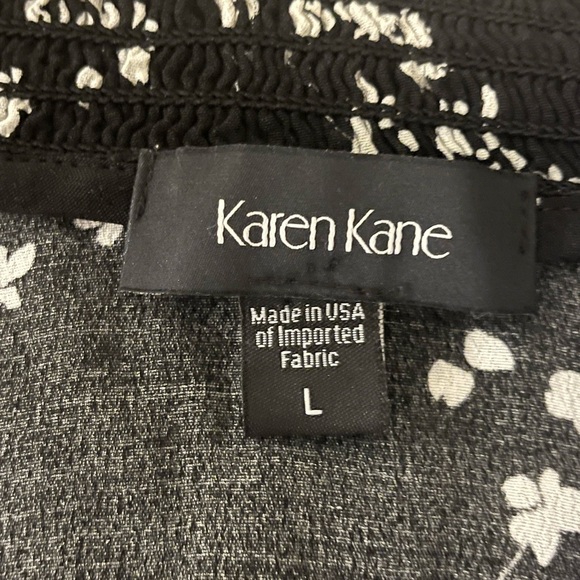 Karen Kane
Made in USA
of Imported
Fabric
L